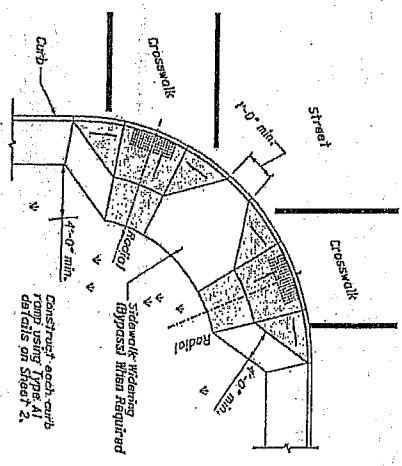 Crosswalk
Street
1'-0" min.
Crosswalk
Curb
Radial
Radial
4'-0" min.
4'-0" min.
Sidewalk Widening
(Bypass) When Required
Construct each curb
ramp using Type A1
details on Sheet 2.